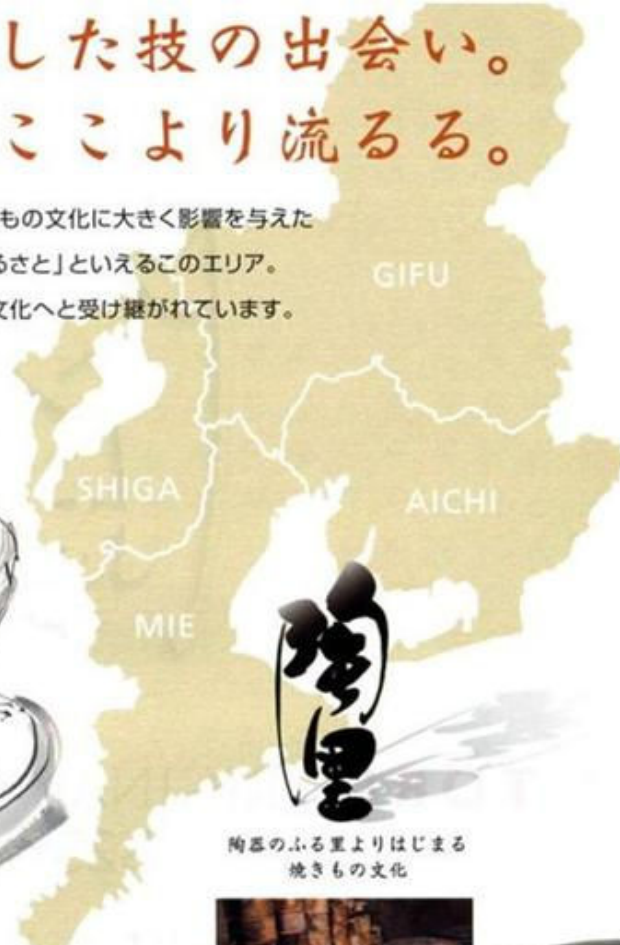 した技の出会い。
ここより流るる。
もの文化に大きく影響を与えた
るさと」といえるこのエリア。
文化へと受け継がれています。
GIFU
SHIGA
AICHI
MIE
陶里
陶器のふる里よりはじまる
焼きもの文化